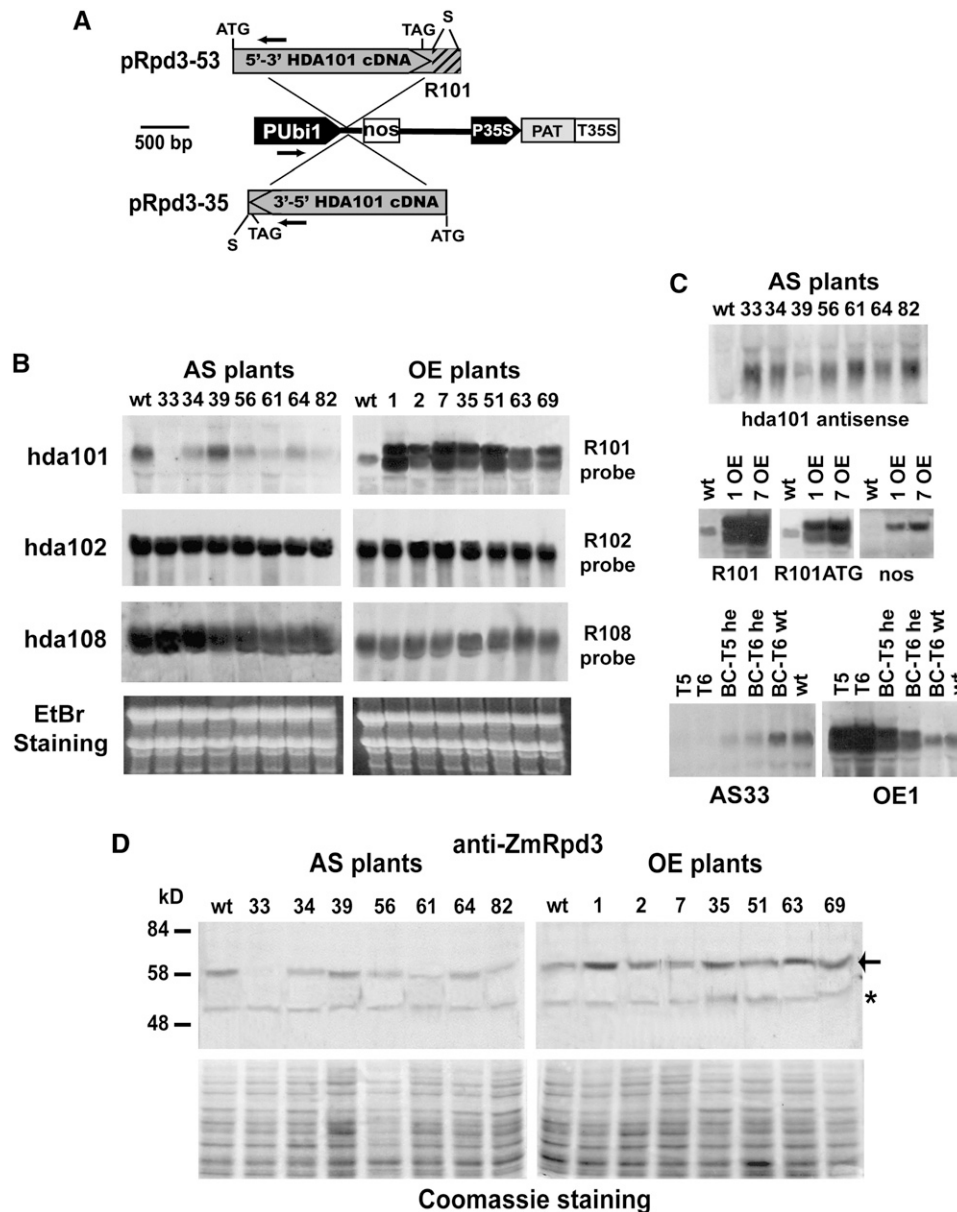 A
S
ATG
TAG
pRpd3-53
5'-3' HDA101 cDNA
R101
500 bp
PUbi1
nos
P35S
PAT
T35S
pRpd3-35
3'-5' HDA101 cDNA
S
TAG
ATG
B
AS plants
OE plants
wt 33 34 39 56 61 64 82
wt 1 2 7 35 51 63 69
hda101
R101
probe
hda102
R102
probe
hda108
R108
probe
EtBr
Staining
C
AS plants
wt 33 34 39 56 61 64 82
hda101 antisense
wt
1 OE
7 OE
wt
1 OE
7 OE
wt
1 OE
7 OE
R101
R101ATG
nos
T5
T6
BC-T5 he
BC-T6 he
BC-T6 wt
wt
T5
T6
BC-T5 he
BC-T6 he
BC-T6 wt
wt
AS33
OE1
D
anti-ZmRpd3
AS plants
OE plants
kD
wt 33 34 39 56 61 64 82
wt 1 2 7 35 51 63 69
84
58
48
*
Coomassie staining